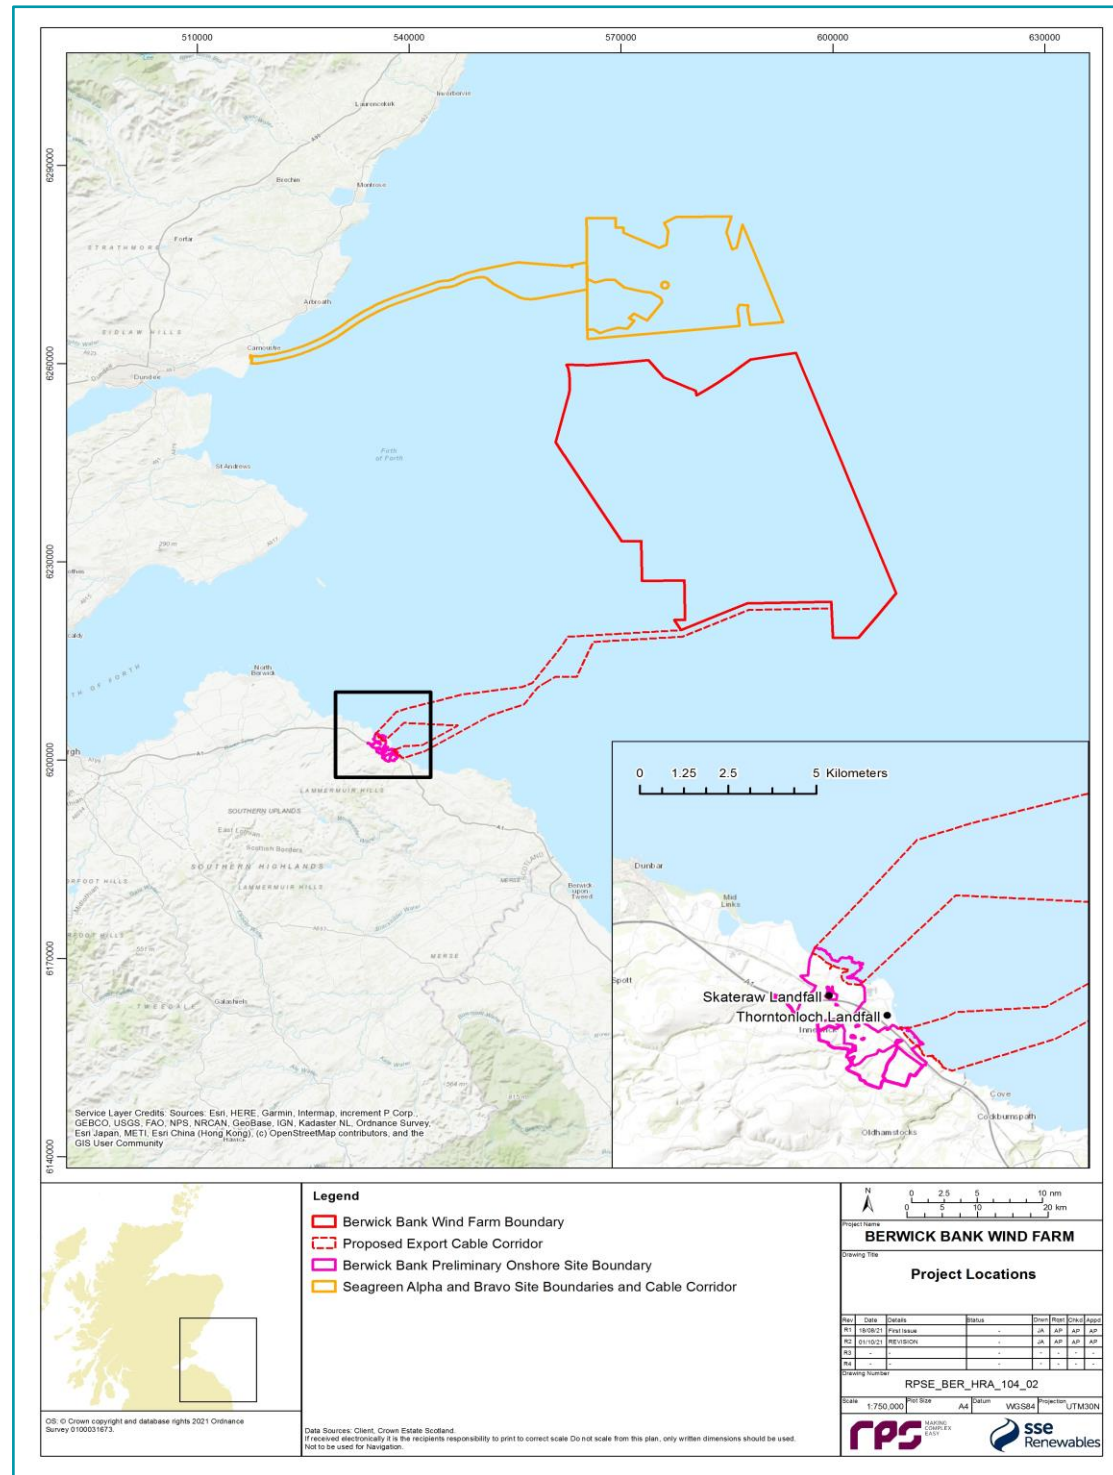 510000
540000
570000
600000
630000
6290000
6260000
6230000
6200000
6170000
6140000
Inverbervie
Laurencekirk
Brechin
Montrose
Forfar
STRATHMORE
Arbroath
SIDLAW HILLS
Carnoustie
Dundee
Firth
of Forth
St Andrews
North
Berwick
A1
LAMMERMUIR HILLS
SOUTHERN UPLANDS
Scottish Borders
SOUTHERN HIGHLANDS
LAMMERMUIR HILLS
Blackadder Water
SCOTLAND
MERSE
Berwick
upon
Tweed
MERSE
TWEEDDALE
Galashiels
Hawick
0 1.25 2.5 5 Kilometers
Dunbar
Mid
Links
Spott
A1
Skateraw Landfall
Thorntonloch Landfall
Cove
Cockburnspath
Oldhamstocks
Service Layer Credits: Sources: Esri, HERE, Garmin, Intermap, increment P Corp.,
GEBCO, USGS, FAO, NPS, NRCAN, GeoBase, IGN, Kadaster NL, Ordnance Survey,
Esri Japan, METI, Esri China (Hong Kong), (c) OpenStreetMap contributors, and the
GIS User Community
Legend
Berwick Bank Wind Farm Boundary
Proposed Export Cable Corridor
Berwick Bank Preliminary Onshore Site Boundary
Seagreen Alpha and Bravo Site Boundaries and Cable Corridor
OS: © Crown copyright and database rights 2021 Ordnance
Survey 0100031673.
Data Sources: Client, Crown Estate Scotland.
If received electronically it is the recipients responsibility to print to correct scale Do not scale from this plan, only written dimensions should be used.
Not to be used for Navigation.
N
0 2.5 5 10 nm
0 5 10 20 km
Project Name
BERWICK BANK WIND FARM
Drawing Title
Project Locations
Rev Date Details Status Drwn Rqst Chkd Appd
R1 18/08/21 First Issue - JA AP AP AP
R2 01/10/21 REVISION - JA AP AP AP
R3 - - - - - - -
R4 - - - - - - -
Drawing Number
RPSE_BER_HRA_104_02
Scale 1:750,000 Plot Size A4 Datum WGS84 Projection UTM30N
rps MAKING
COMPLEX
EASY
sse
Renewables